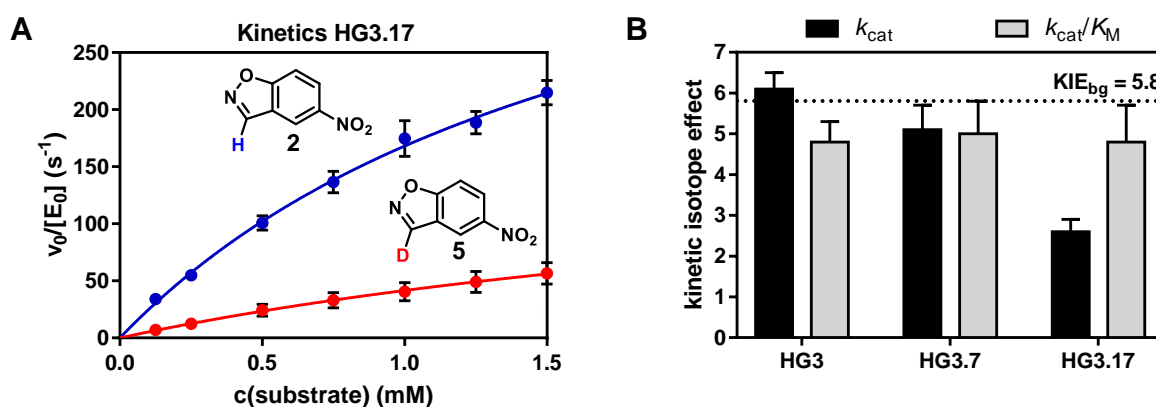 A
Kinetics HG3.17
v0/[E0] (s-1)
250
200
150
100
50
0
0.0
0.5
1.0
1.5
c(substrate) (mM)
O
N
H
2
NO2
O
N
D
5
NO2
B
kcat
kcat/KM
kinetic isotope effect
7
6
5
4
3
2
1
0
KIEbg = 5.8
HG3
HG3.7
HG3.17